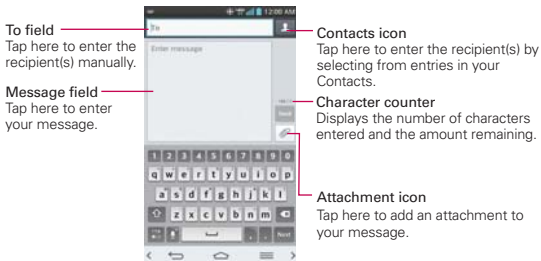 To field
Tap here to enter the
recipient(s) manually.
Message field
Tap here to enter
your message.
12:00 AM
To
Enter message
Send
1 2 3 4 5 6 7 8 9 0
q w e r t y u i o p
a s d f g h j k l
z x c v b n m
, . Next
Contacts icon
Tap here to enter the recipient(s) by
selecting from entries in your
Contacts.
Character counter
Displays the number of characters
entered and the amount remaining.
Attachment icon
Tap here to add an attachment to
your message.